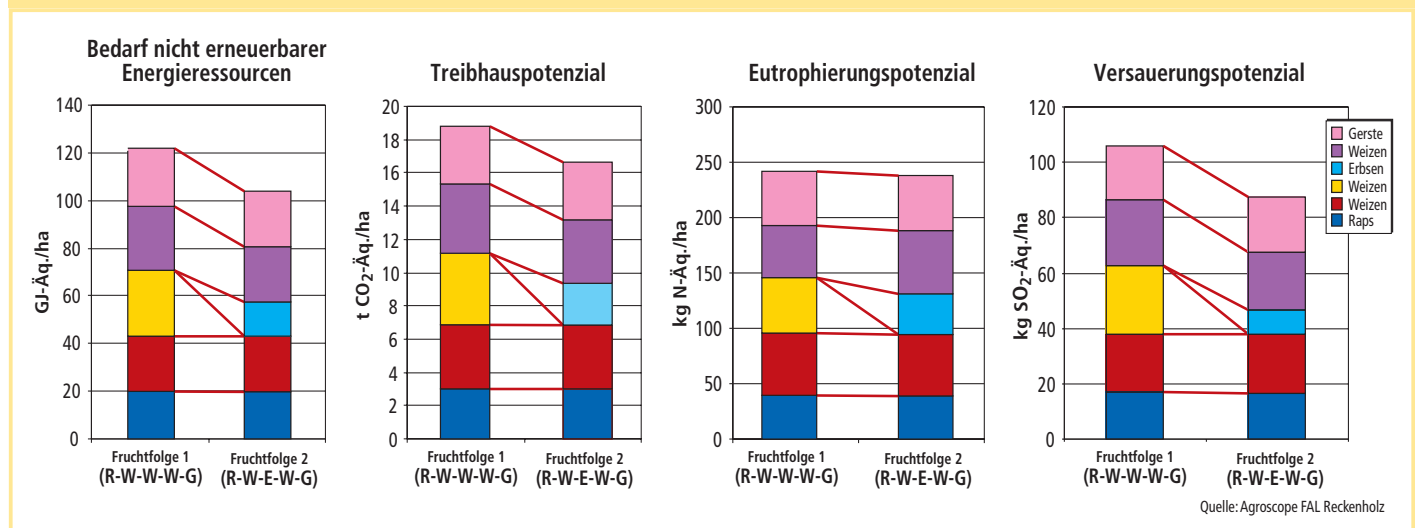 Bedarf nicht erneuerbarer
Energieressourcen
GJ-Äq./ha
140
120
100
80
60
40
20
0
Fruchtfolge 1
(R-W-W-W-G)
Fruchtfolge 2
(R-W-E-W-G)
Treibhauspotenzial
t CO₂-Äq./ha
20
18
16
14
12
10
8
6
4
2
0
Fruchtfolge 1
(R-W-W-W-G)
Fruchtfolge 2
(R-W-E-W-G)
Eutrophierungspotenzial
kg N-Äq./ha
300
250
200
150
100
50
0
Fruchtfolge 1
(R-W-W-W-G)
Fruchtfolge 2
(R-W-E-W-G)
Versauerungspotenzial
kg SO₂-Äq./ha
120
100
80
60
40
20
0
Fruchtfolge 1
(R-W-W-W-G)
Fruchtfolge 2
(R-W-E-W-G)
Gerste
Weizen
Erbsen
Weizen
Weizen
Raps
Quelle: Agroscope FAL Reckenholz